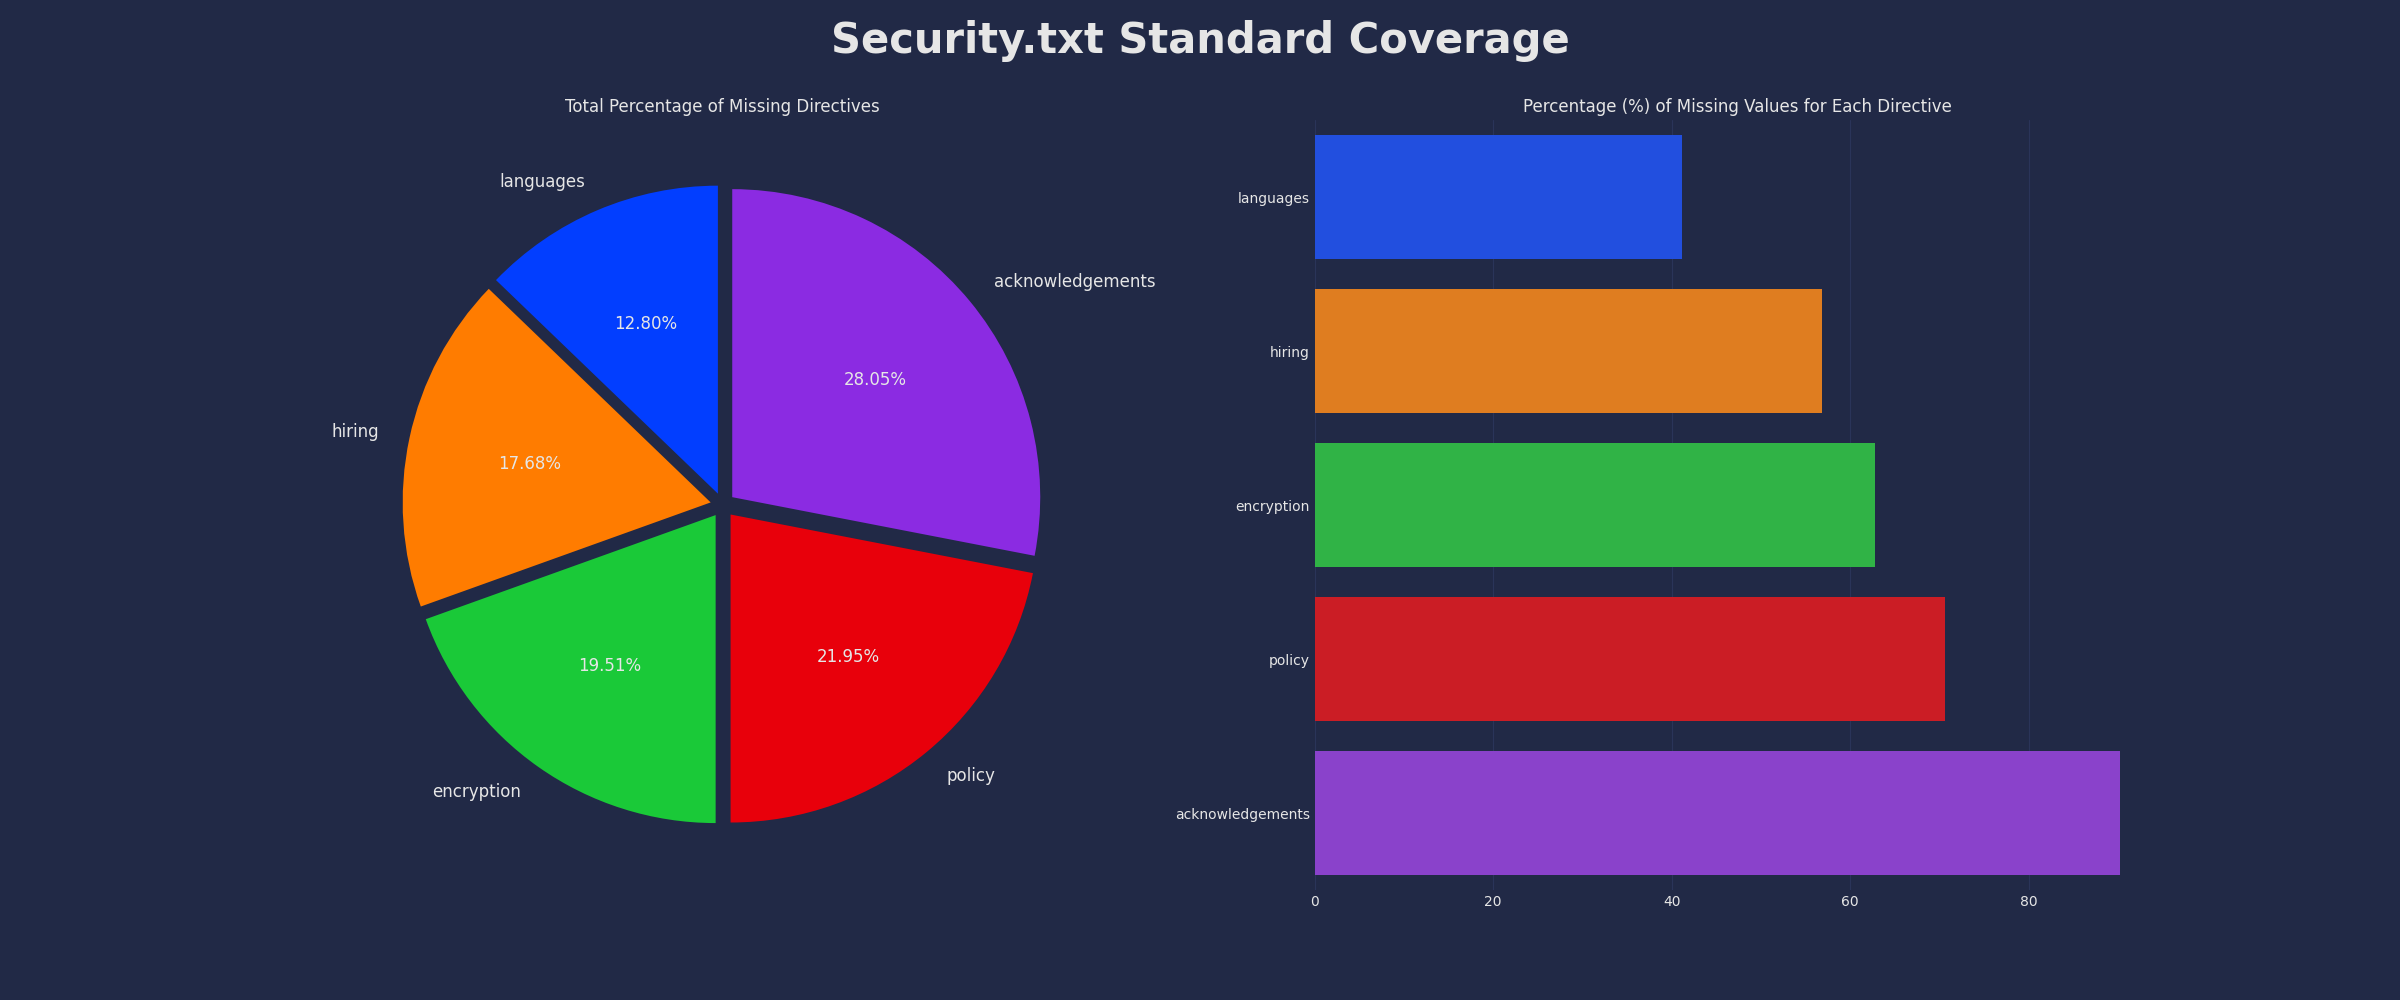 Security.txt Standard Coverage
Total Percentage of Missing Directives
languages
12.80%
acknowledgements
28.05%
hiring
17.68%
encryption
19.51%
policy
21.95%
Percentage (%) of Missing Values for Each Directive
languages
hiring
encryption
policy
acknowledgements
0 20 40 60 80